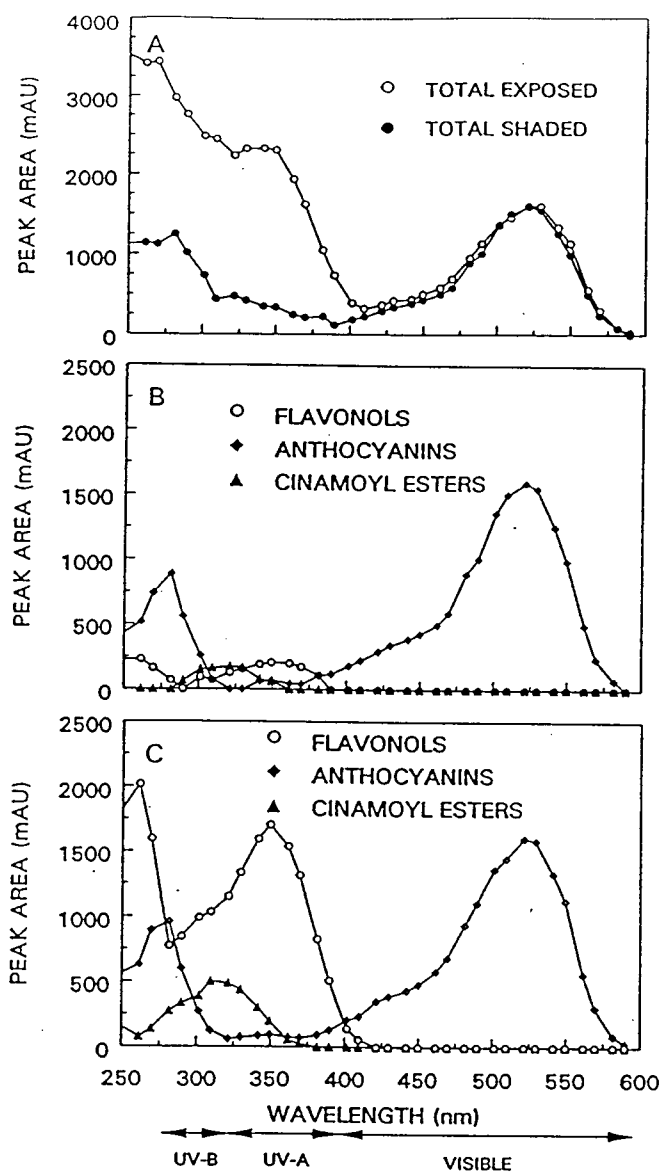 A
TOTAL EXPOSED
TOTAL SHADED
PEAK AREA (mAU)
4000
3000
2000
1000
0
B
FLAVONOLS
ANTHOCYANINS
CINAMOYL ESTERS
PEAK AREA (mAU)
2500
2000
1500
1000
500
0
C
FLAVONOLS
ANTHOCYANINS
CINAMOYL ESTERS
PEAK AREA (mAU)
2500
2000
1500
1000
500
0
250 300 350 400 450 500 550 600
WAVELENGTH (nm)
UV-B UV-A VISIBLE